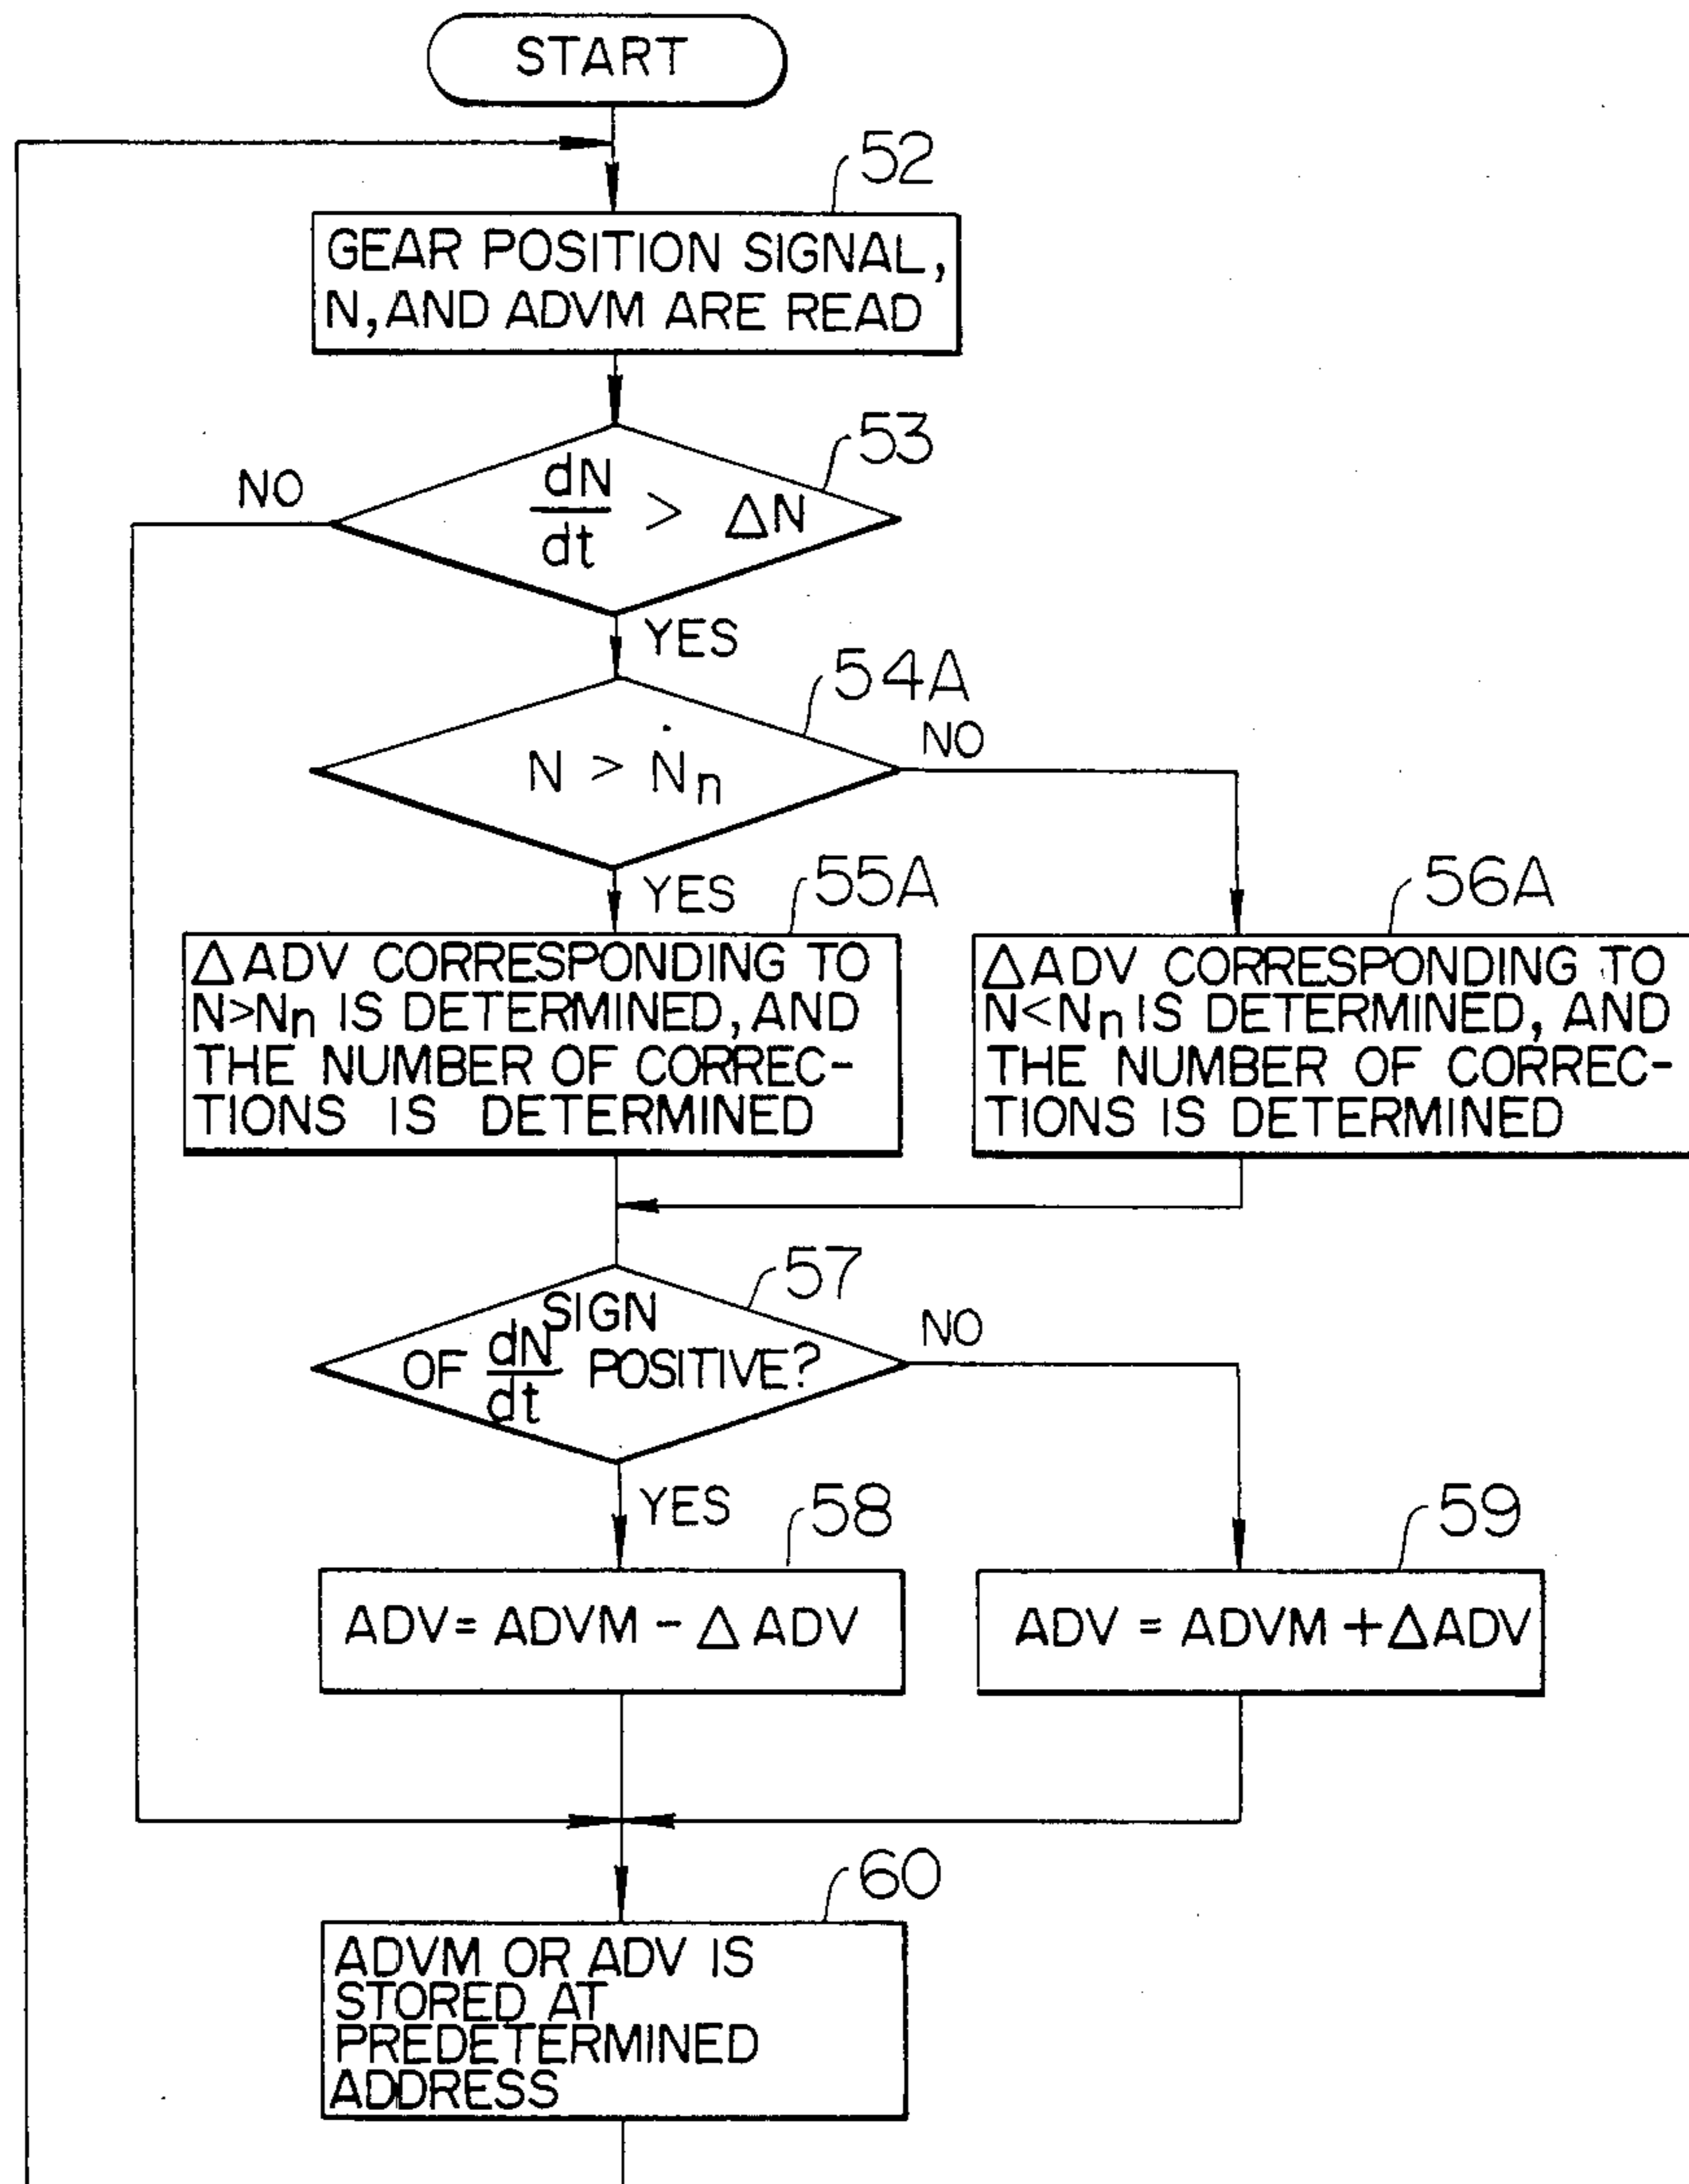 START
52
GEAR POSITION SIGNAL,
N, AND ADVM ARE READ
53
NO
dN
dt
> ΔN
YES
54A
N > Nn
NO
YES
55A
ΔADV CORRESPONDING TO
N>Nn IS DETERMINED, AND
THE NUMBER OF CORREC-
TIONS IS DETERMINED
56A
ΔADV CORRESPONDING TO
N<Nn IS DETERMINED, AND
THE NUMBER OF CORREC-
TIONS IS DETERMINED
57
SIGN
OF dN/dt POSITIVE?
NO
YES
58
ADV = ADVM - ΔADV
59
ADV = ADVM + ΔADV
60
ADVM OR ADV IS
STORED AT
PREDETERMINED
ADDRESS